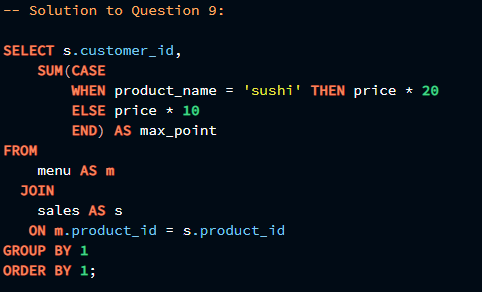 -- Solution to Question 9:
SELECT s.customer_id,
SUM(CASE
WHEN product_name = 'sushi' THEN price * 20
ELSE price * 10
END) AS max_point
FROM
menu AS m
JOIN
sales AS s
ON m.product_id = s.product_id
GROUP BY 1
ORDER BY 1;